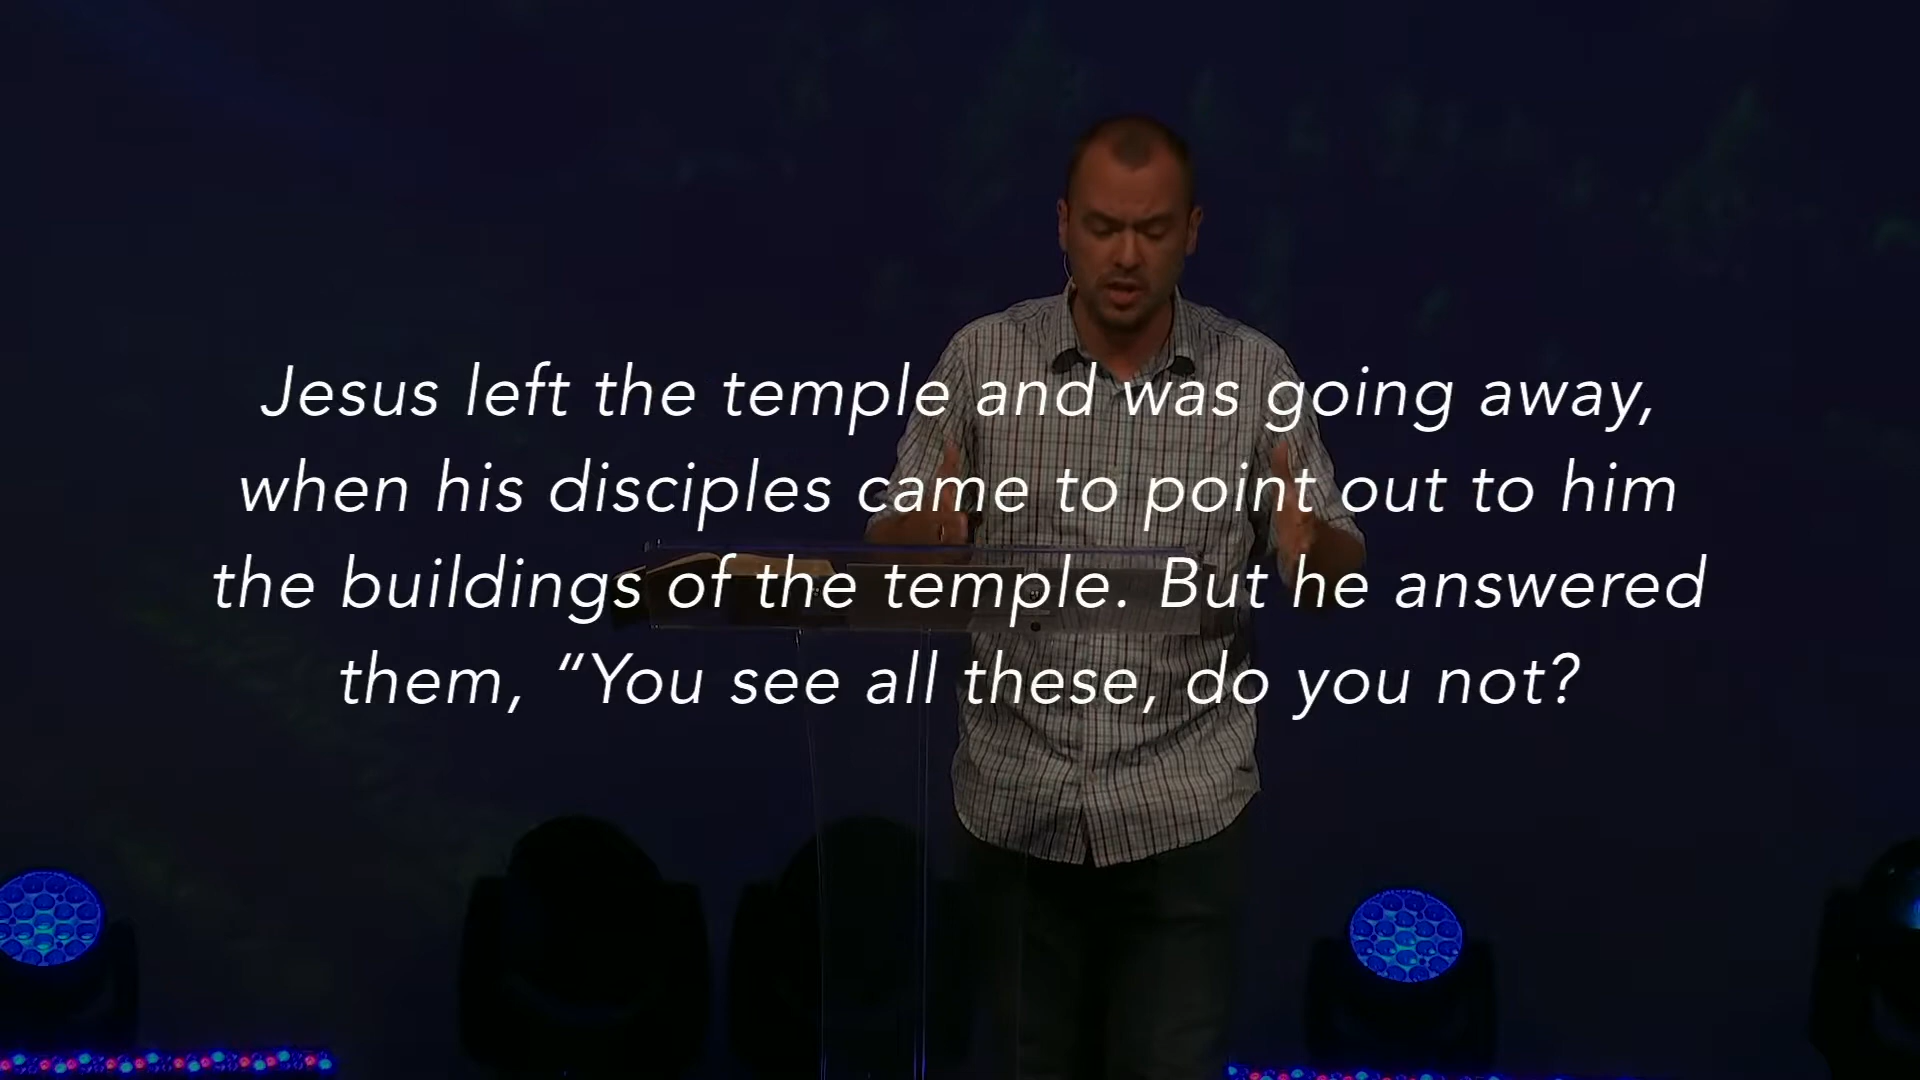 Jesus left the temple and was going away,
when his disciples came to point out to him
the buildings of the temple. But he answered
them, “You see all these, do you not?